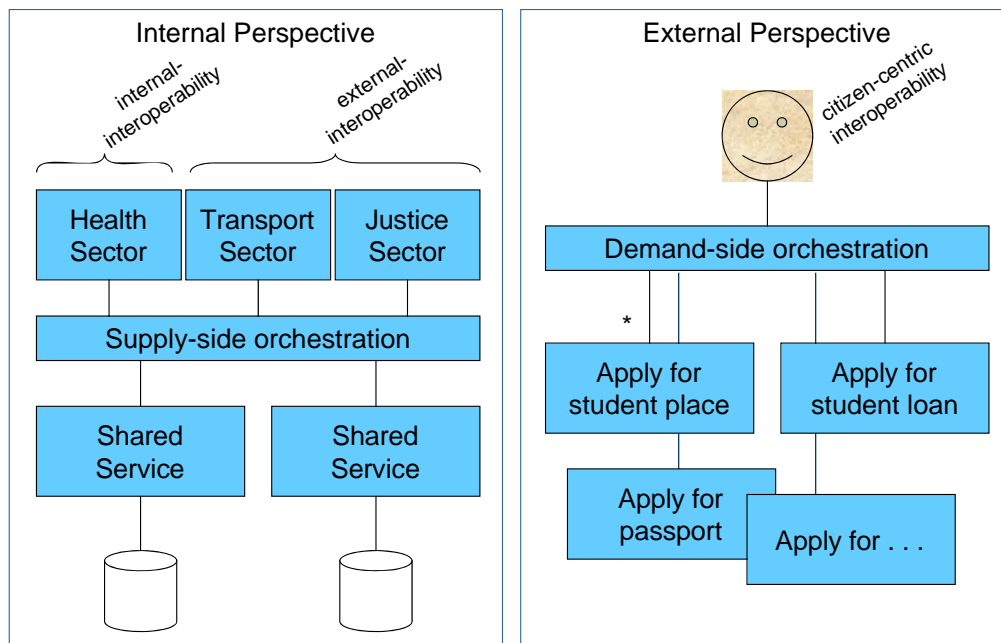 Internal Perspective
internal-
interoperability
external-
interoperability
Health
Sector
Transport
Sector
Justice
Sector
Supply-side orchestration
Shared
Service
Shared
Service
External Perspective
citizen-centric
interoperability
Demand-side orchestration
*
Apply for
student place
Apply for
student loan
Apply for
passport
Apply for . . .